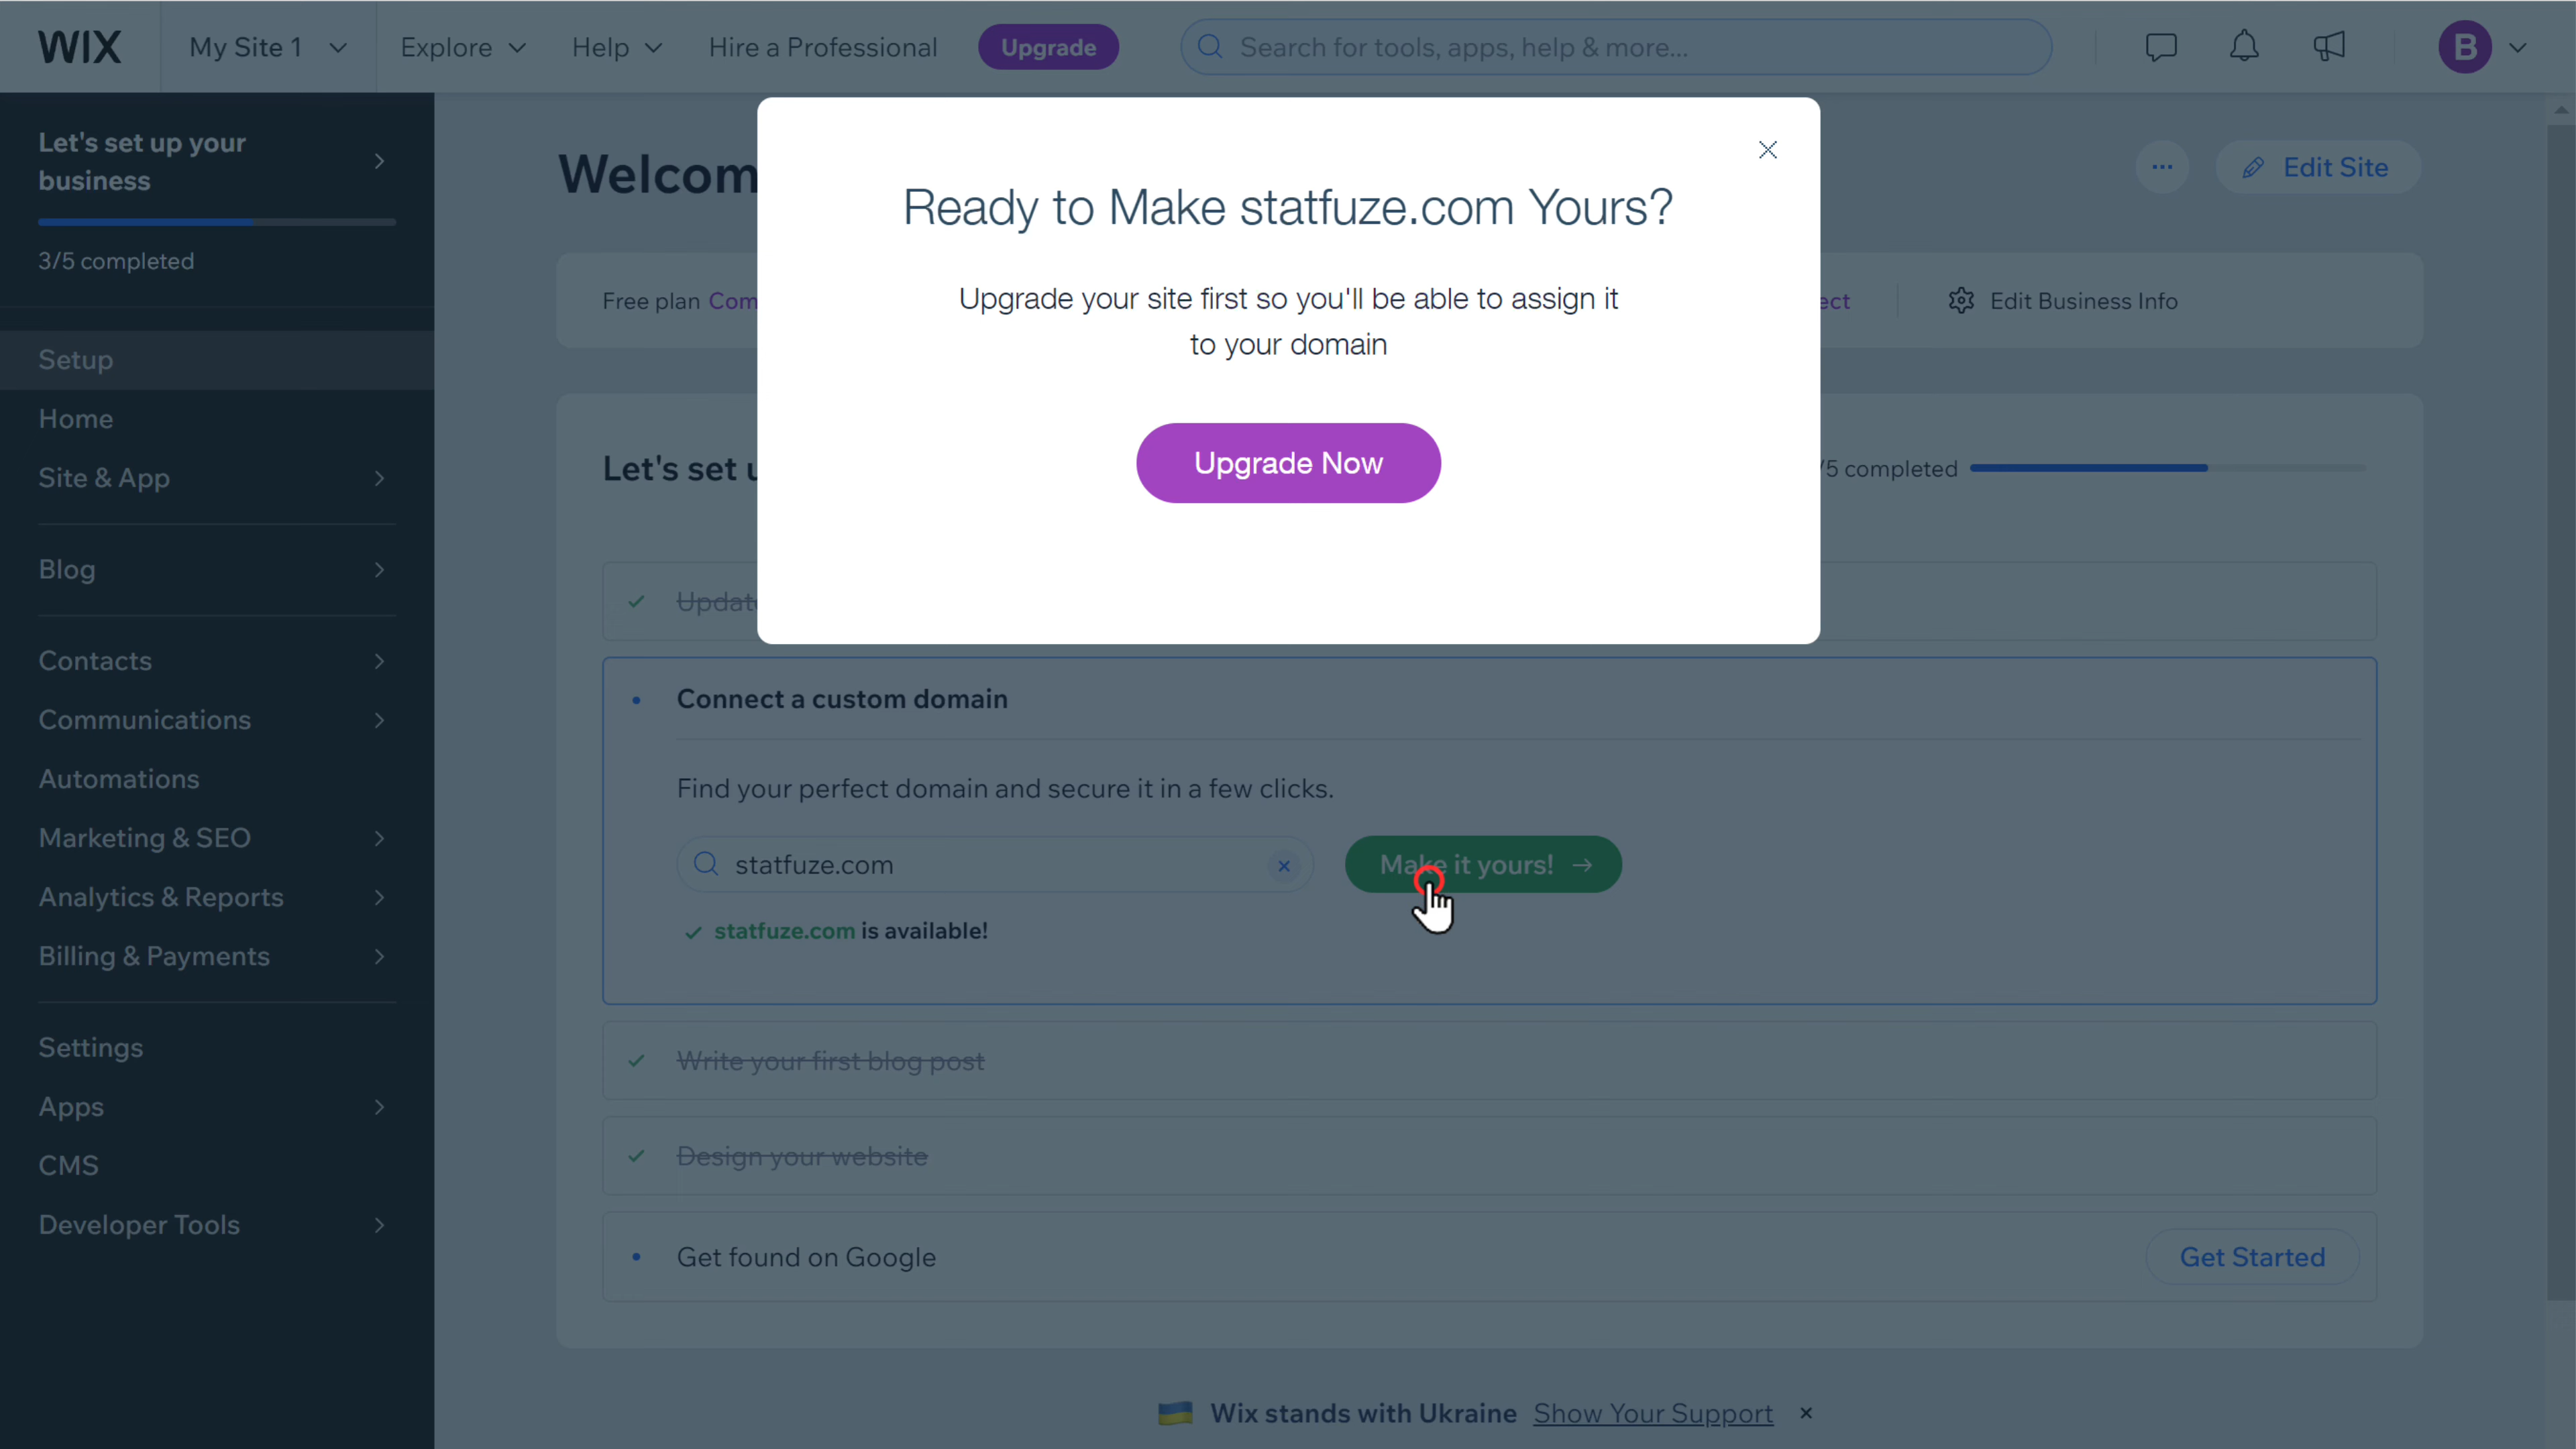 WIX
My Site 1
Explore
Help
Hire a Professional
Upgrade
Search for tools, apps, help & more...
B
Let's set up your
business
3/5 completed
Setup
Home
Site & App
Blog
Contacts
Communications
Automations
Marketing & SEO
Analytics & Reports
Billing & Payments
Settings
Apps
CMS
Developer Tools
Welcom
Edit Site
Free plan Com
ect
Edit Business Info
Ready to Make statfuze.com Yours?
Upgrade your site first so you'll be able to assign it
to your domain
Upgrade Now
Let's set u
/5 completed
Update
Connect a custom domain
Find your perfect domain and secure it in a few clicks.
statfuze.com
Make it yours!
statfuze.com is available!
Write your first blog post
Design your website
Get found on Google
Get Started
Wix stands with Ukraine Show Your Support